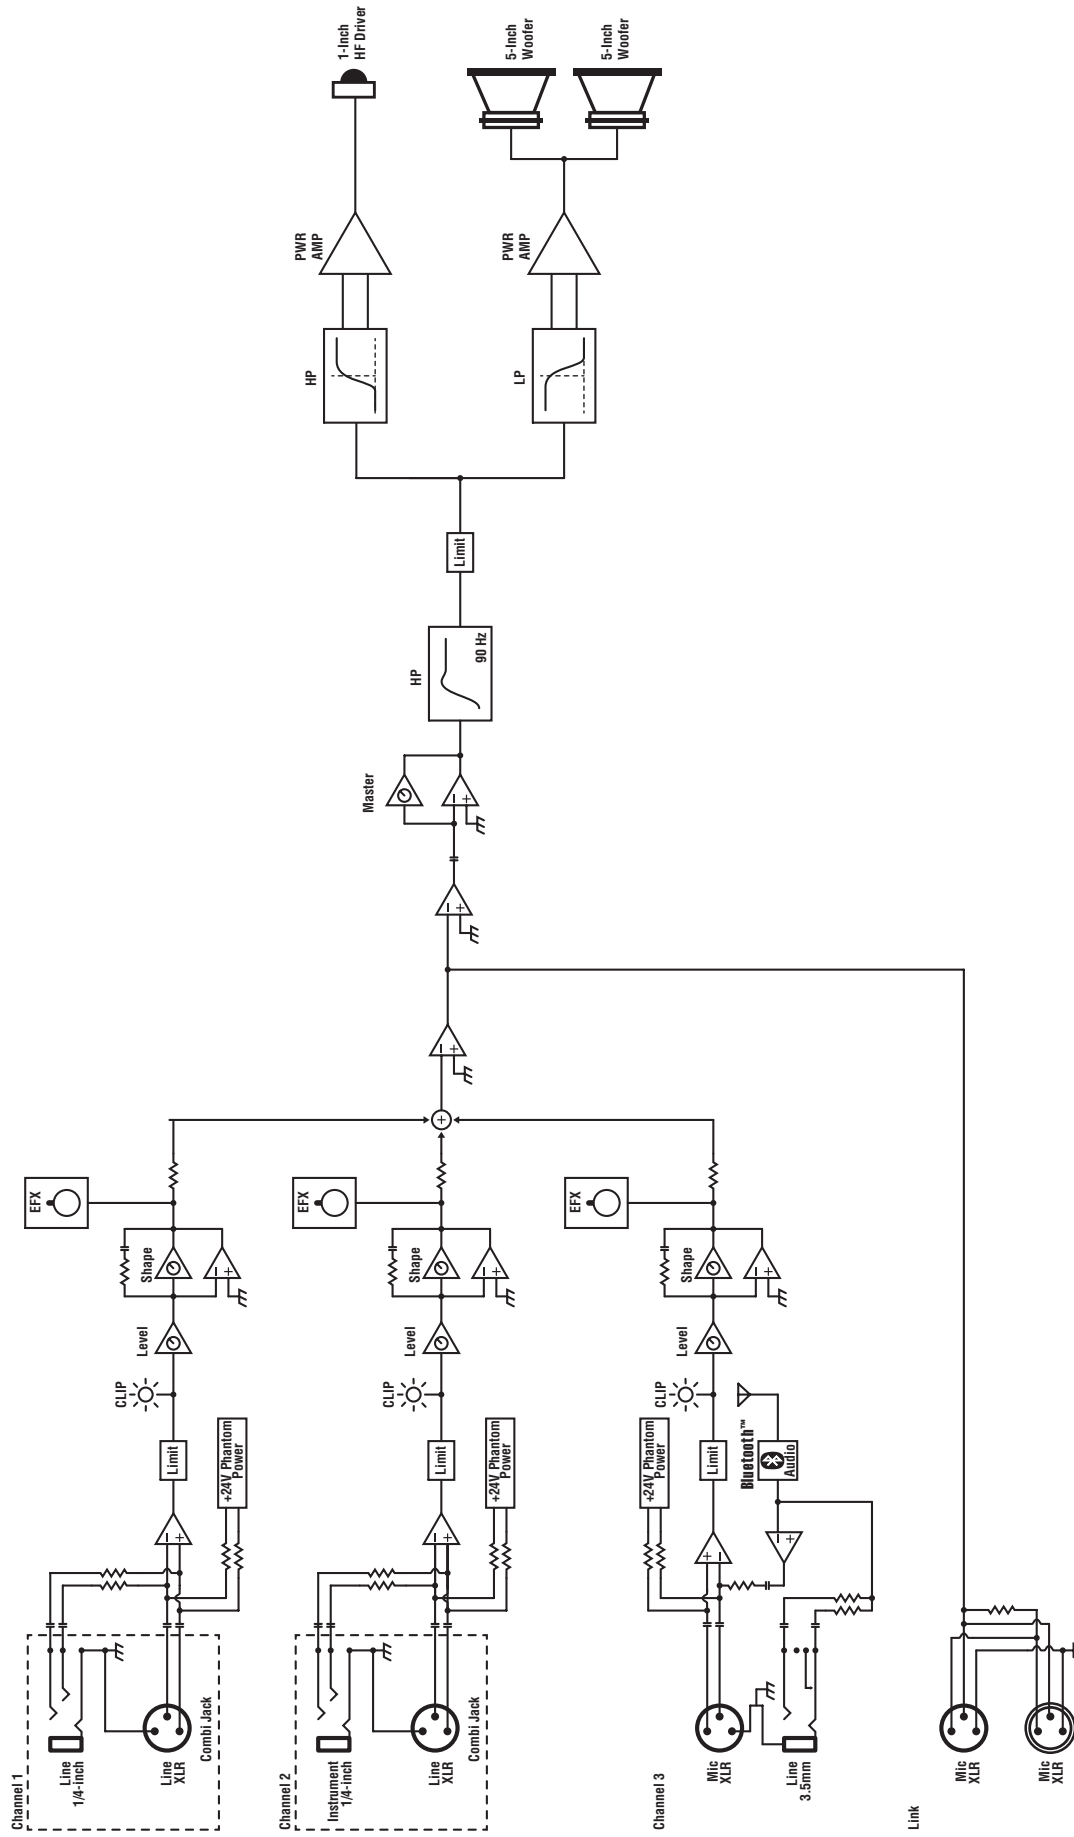 Channel 1
Line
1/4-inch
Line
XLR
Combi Jack
+24V Phantom
Power
Limit
CLIP
Level
Shape
EFX
Channel 2
Instrument
1/4-inch
Line
XLR
Combi Jack
+24V Phantom
Power
Limit
CLIP
Level
Shape
EFX
Channel 3
Mic
XLR
Line
3.5mm
+24V Phantom
Power
Limit
Bluetooth™
Audio
CLIP
Level
Shape
EFX
Link
Mic
XLR
Mic
XLR
Master
HP
90 Hz
Limit
HP
PWR
AMP
1-Inch
HF Driver
LP
PWR
AMP
5-Inch
Woofer
5-Inch
Woofer